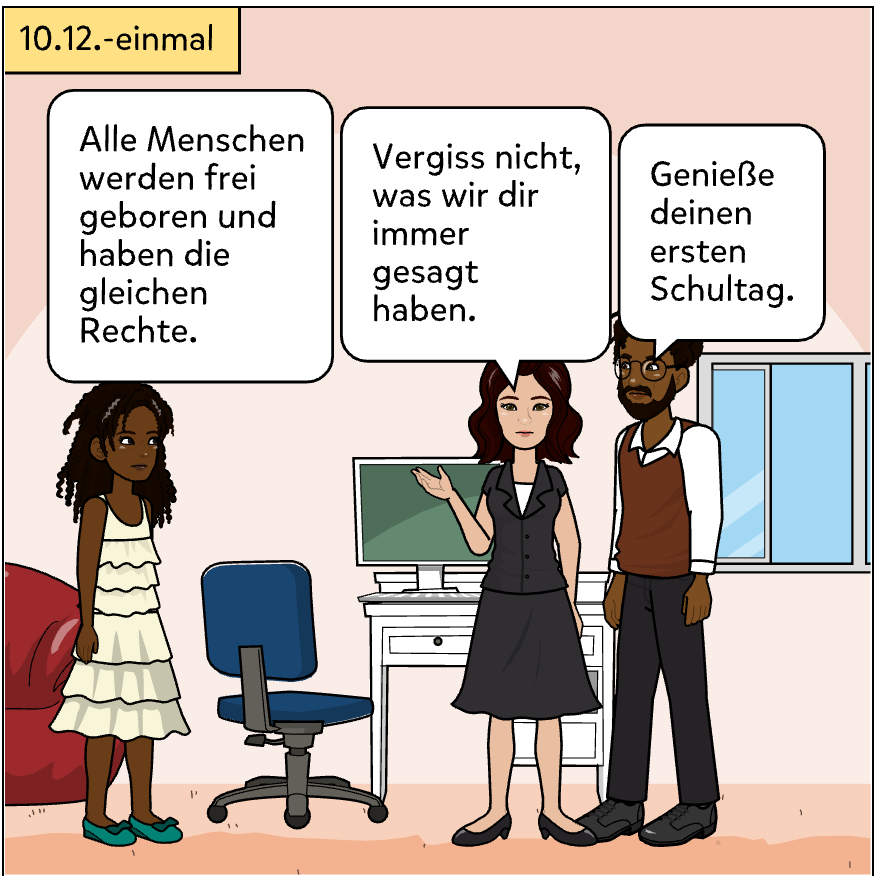 10.12.-einmal
Alle Menschen
werden frei
geboren und
haben die
gleichen
Rechte.
Vergiss nicht,
was wir dir
immer
gesagt
haben.
Genieße
deinen
ersten
Schultag.